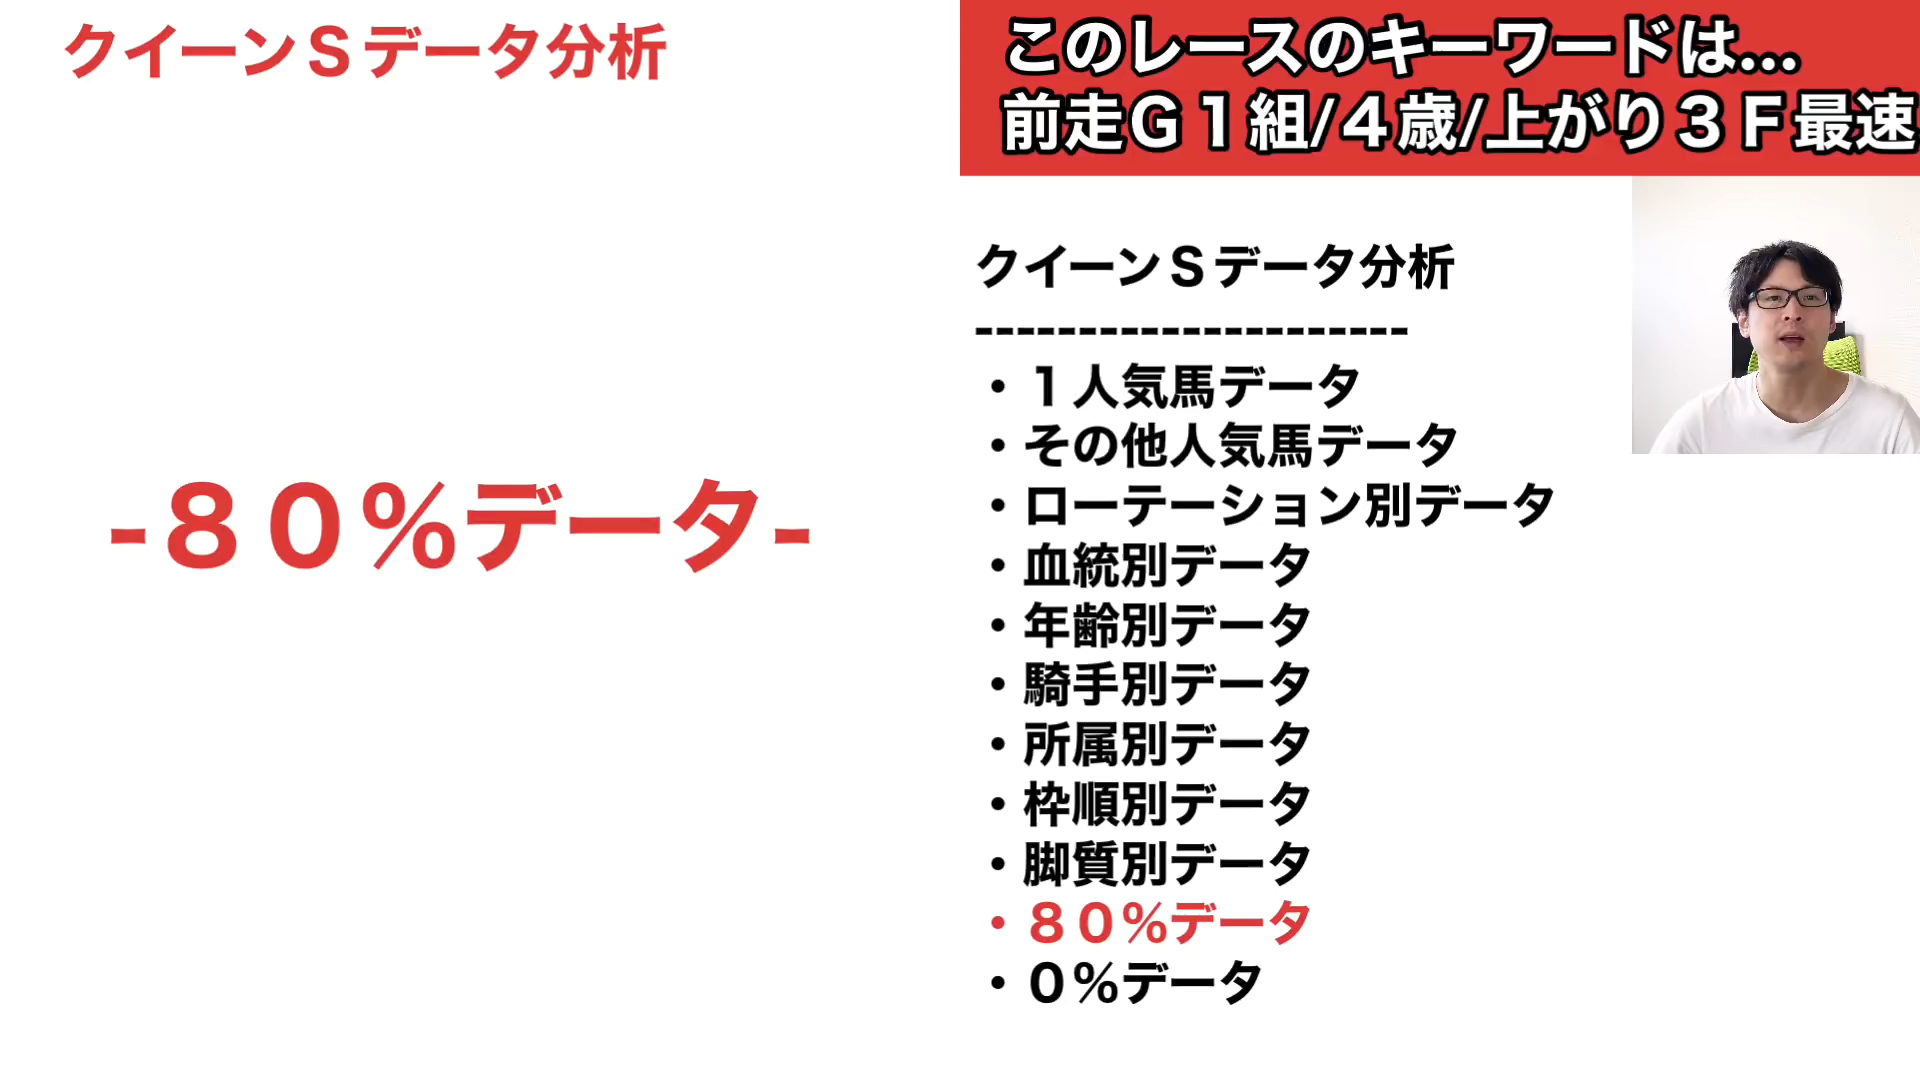 クイーンＳデータ分析
-８０％データ-
このレースのキーワードは...
前走Ｇ１組/４歳/上がり３Ｆ最速
クイーンＳデータ分析
---------------------
・１人気馬データ
・その他人気馬データ
・ローテーション別データ
・血統別データ
・年齢別データ
・騎手別データ
・所属別データ
・枠順別データ
・脚質別データ
・８０％データ
・０％データ